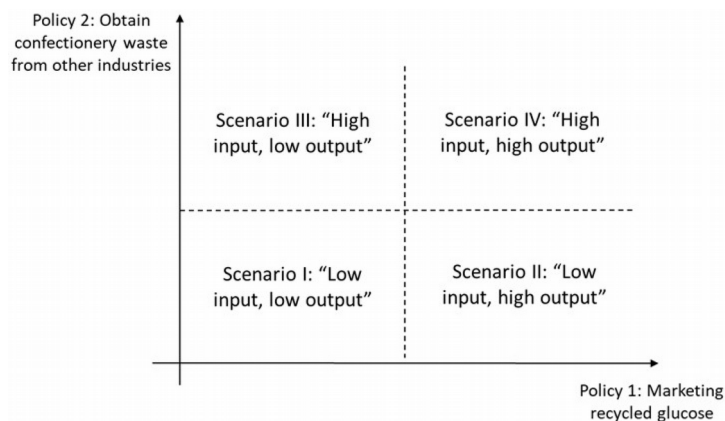 Policy 2: Obtain
confectionery waste
from other industries
Scenario III: “High
input, low output”
Scenario IV: “High
input, high output”
Scenario I: “Low
input, low output”
Scenario II: “Low
input, high output”
Policy 1: Marketing
recycled glucose